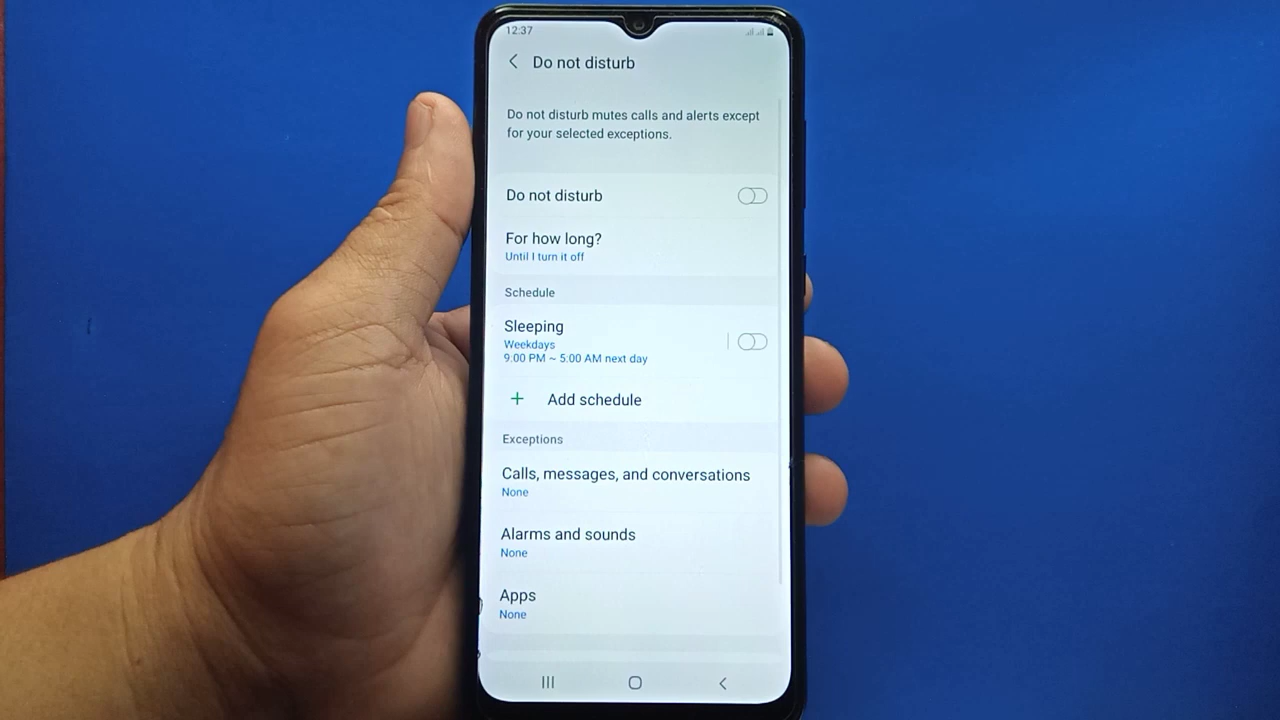 12:37
Do not disturb
Do not disturb mutes calls and alerts except
for your selected exceptions.
Do not disturb
For how long?
Until I turn it off
Schedule
Sleeping
Weekdays
9:00 PM ~ 5:00 AM next day
+ Add schedule
Exceptions
Calls, messages, and conversations
None
Alarms and sounds
None
Apps
None